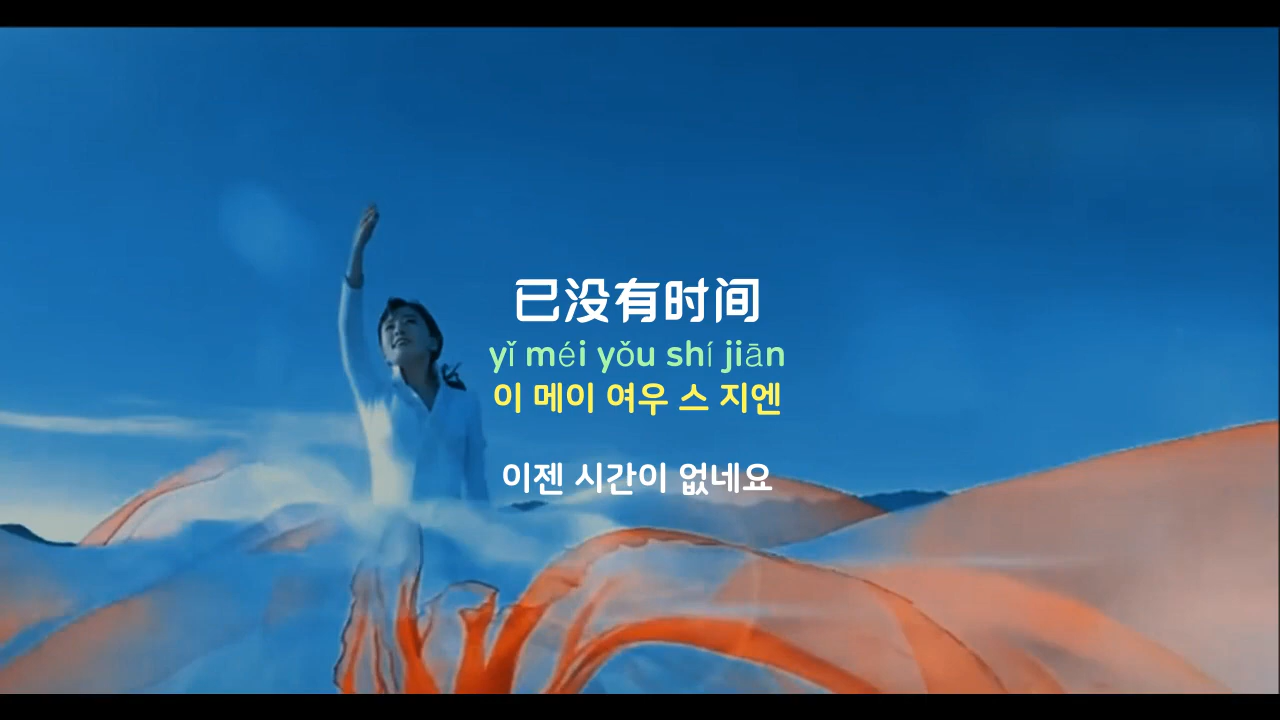 已没有时间
yǐ méi yǒu shí jiān
이 메이 여우 스 지엔
이젠 시간이 없네요